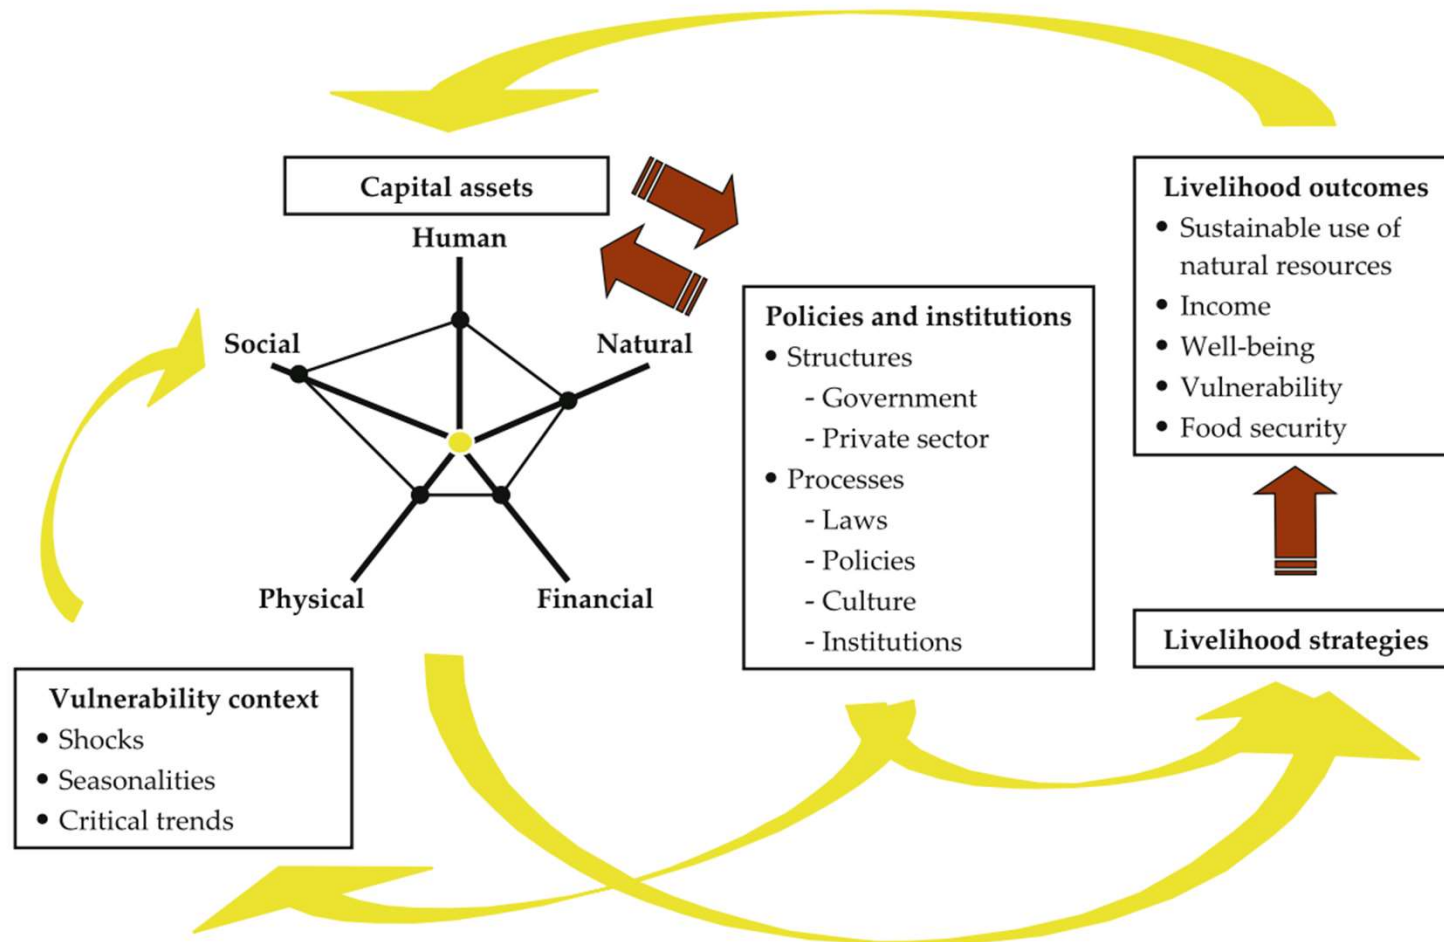 Capital assets
Human
Social
Natural
Physical
Financial
Vulnerability context
• Shocks
• Seasonalities
• Critical trends
Policies and institutions
• Structures
- Government
- Private sector
• Processes
- Laws
- Policies
- Culture
- Institutions
Livelihood outcomes
• Sustainable use of
natural resources
• Income
• Well-being
• Vulnerability
• Food security
Livelihood strategies